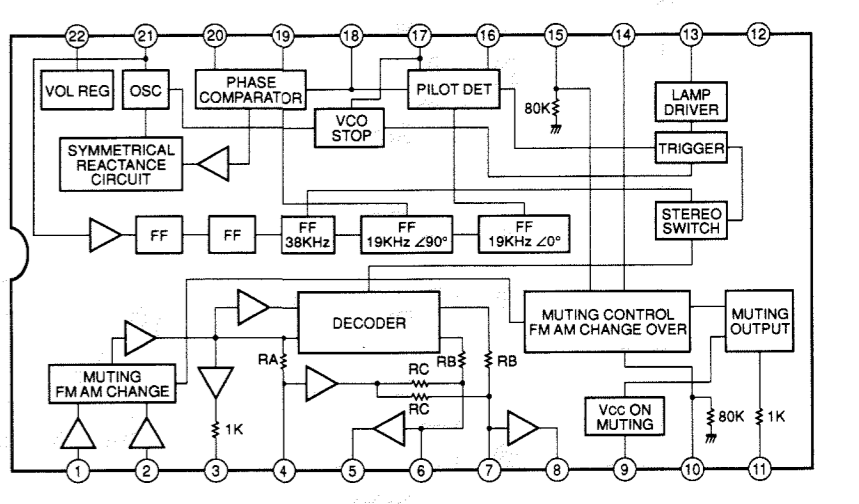 22 21 20 19 18 17 16 15 14 13 12
VOL REG
OSC
PHASE
COMPARATOR
PILOT DET
80K
LAMP
DRIVER
VCO
STOP
TRIGGER
SYMMETRICAL
REACTANCE
CIRCUIT
STEREO
SWITCH
FF
FF
FF
38KHz
FF
19KHz ∠90°
FF
19KHz ∠0°
DECODER
MUTING CONTROL
FM AM CHANGE OVER
MUTING
OUTPUT
RA
RB
RB
RC
RC
MUTING
FM AM CHANGE
1K
Vcc ON
MUTING
80K
1K
1 2 3 4 5 6 7 8 9 10 11